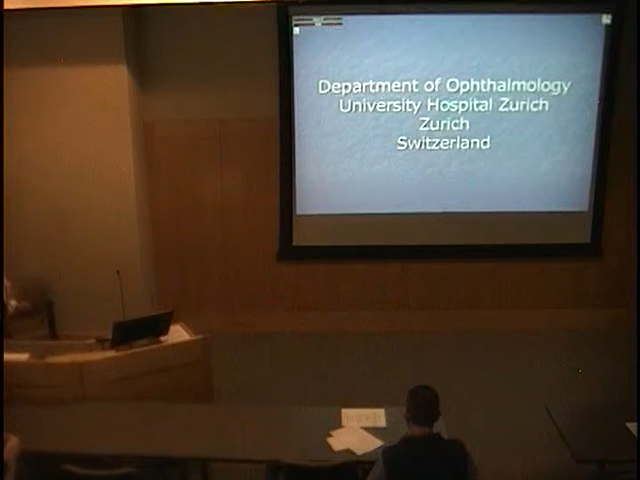 Department of Ophthalmology
University Hospital Zurich
Zurich
Switzerland